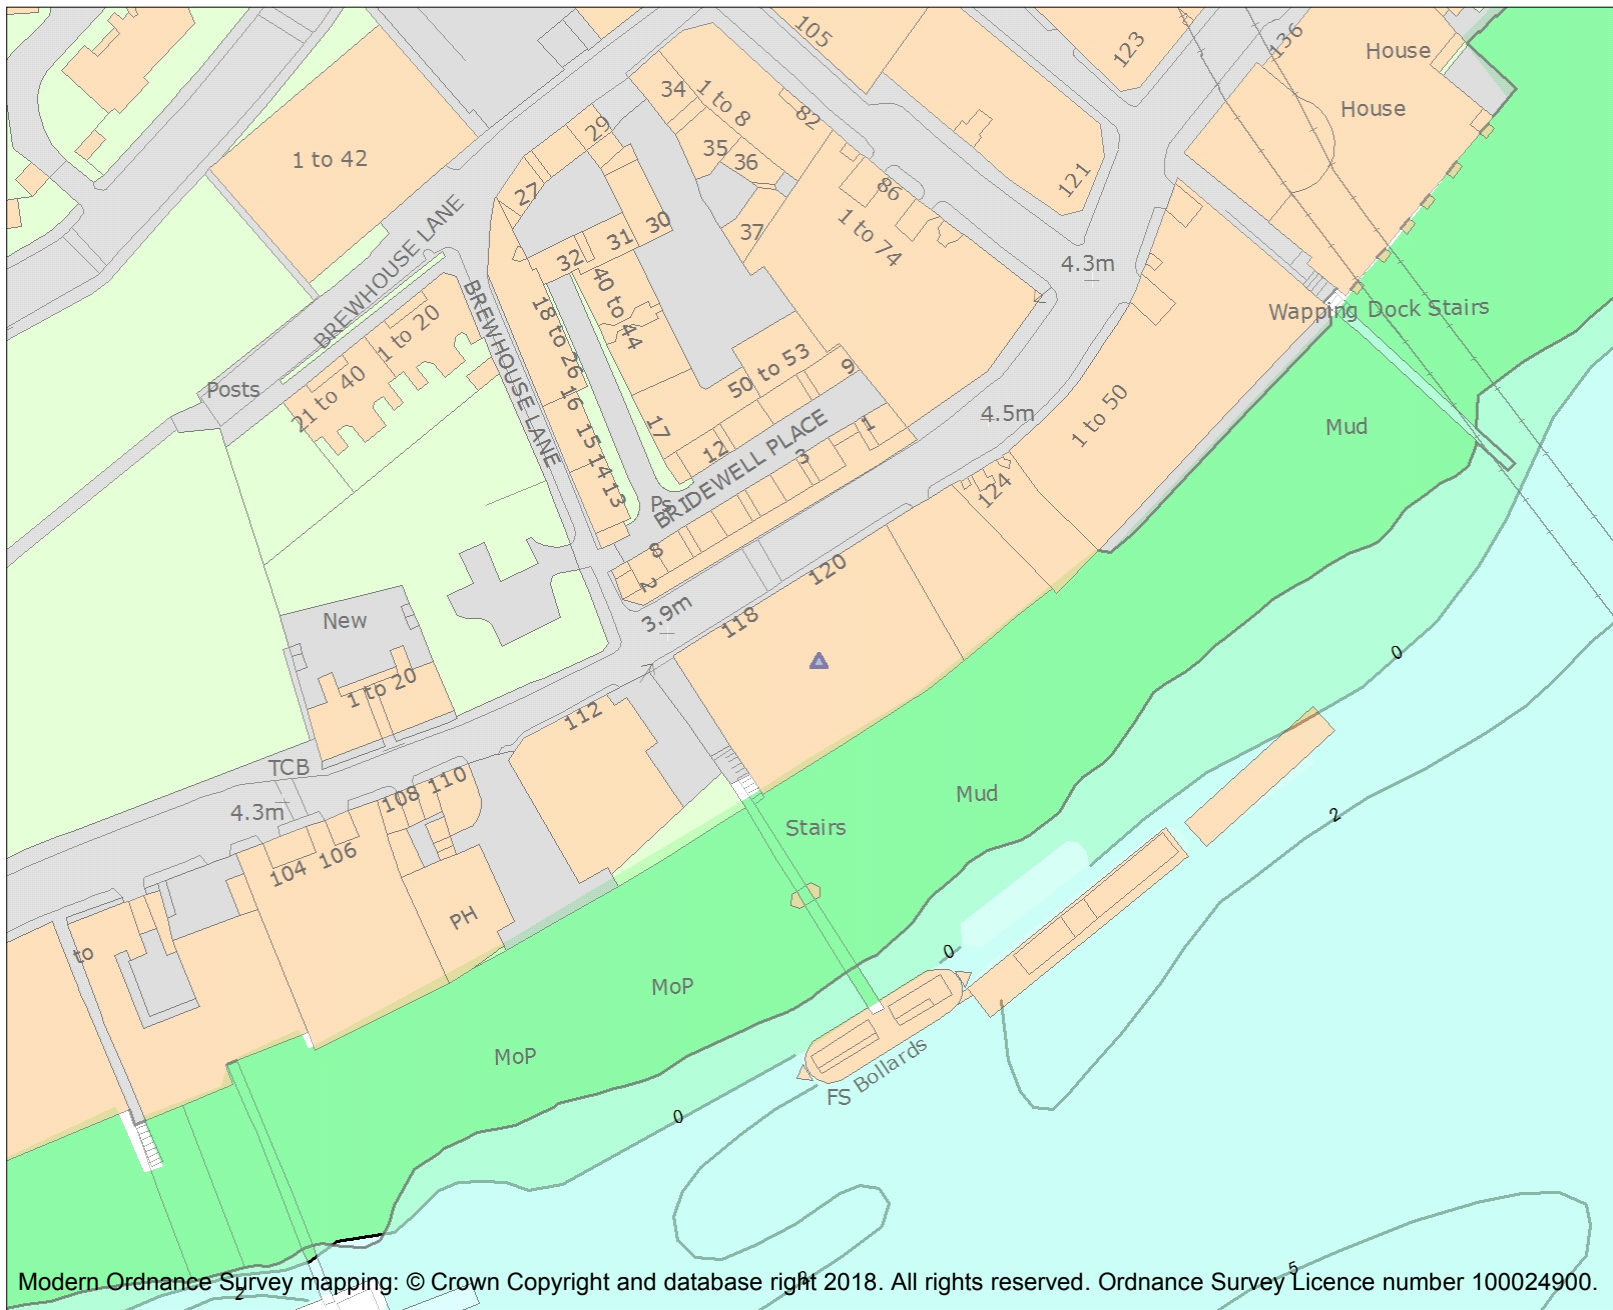 105
123
136
House
House
34
1 to 8
82
29
1 to 42
35
36
121
27
86
30
37
1 to 74
31
32
BREWHOUSE LANE
4.3m
40 to 44
18 to 26
BREWHOUSE LANE
Wapping Dock Stairs
1 to 20
50 to 53
9
Posts
21 to 40
16
17
4.5m
1 to 50
Mud
1
15
12
BRIDEWELL PLACE
3
14
13
124
Ps
8
2
120
New
3.9m
118
0
1 to 20
112
TCB
108
110
4.3m
Mud
2
Stairs
104
106
PH
to
0
MoP
MoP
Bollards
FS
0
5
2
2
Modern Ordnance Survey mapping: © Crown Copyright and database right 2018. All rights reserved. Ordnance Survey Licence number 100024900.